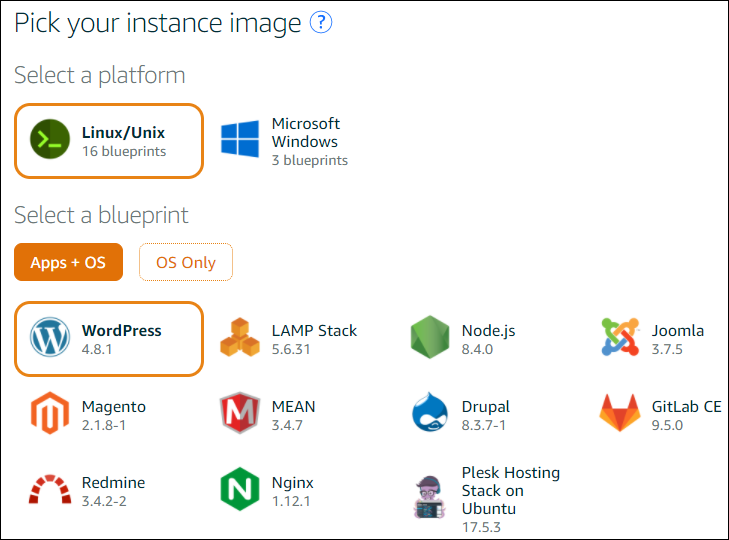 Pick your instance image ?
Select a platform
Linux/Unix
16 blueprints
Microsoft
Windows
3 blueprints
Select a blueprint
Apps + OS
OS Only
WordPress
4.8.1
LAMP Stack
5.6.31
Node.js
8.4.0
Joomla
3.7.5
Magento
2.1.8-1
MEAN
3.4.7
Drupal
8.3.7-1
GitLab CE
9.5.0
Redmine
3.4.2-2
Nginx
1.12.1
Plesk Hosting
Stack on
Ubuntu
17.5.3